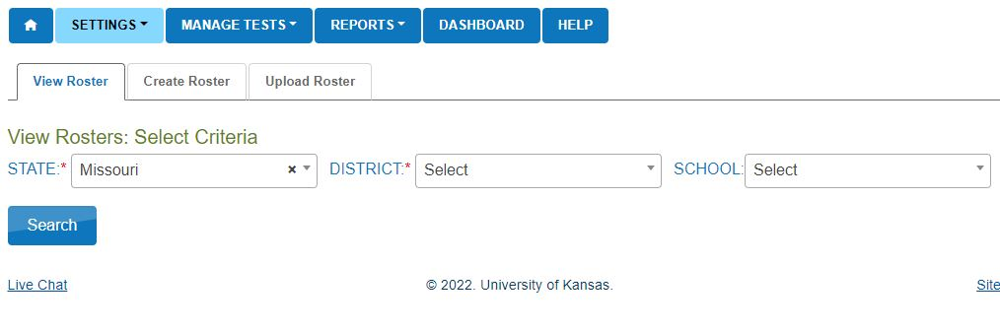 SETTINGS MANAGE TESTS REPORTS DASHBOARD HELP
View Roster Create Roster Upload Roster
View Rosters: Select Criteria
STATE:* Missouri × DISTRICT:* Select SCHOOL: Select
Search
Live Chat © 2022. University of Kansas. Site